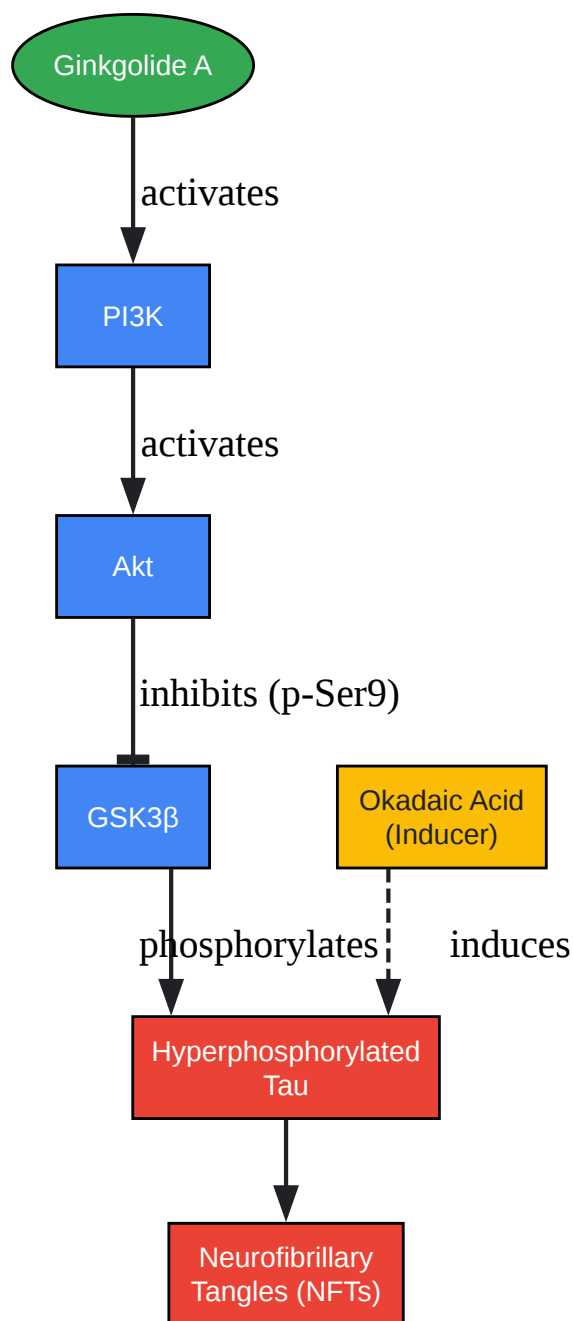 Ginkgolide A
activates
PI3K
activates
Akt
inhibits (p-Ser9)
GSK3β
Okadaic Acid
(Inducer)
phosphorylates
induces
Hyperphosphorylated
Tau
Neurofibrillary
Tangles (NFTs)